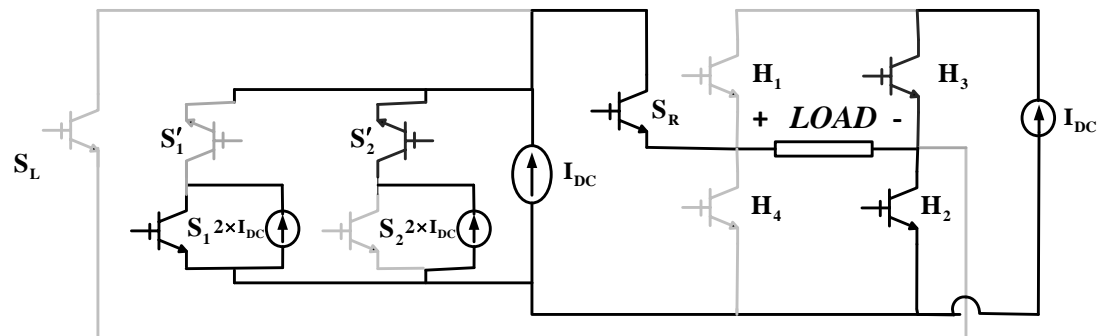 S_L
S′_1
S_1
2×I_DC
S′_2
S_2
2×I_DC
I_DC
S_R
H_1
H_3
+ LOAD -
H_4
H_2
I_DC